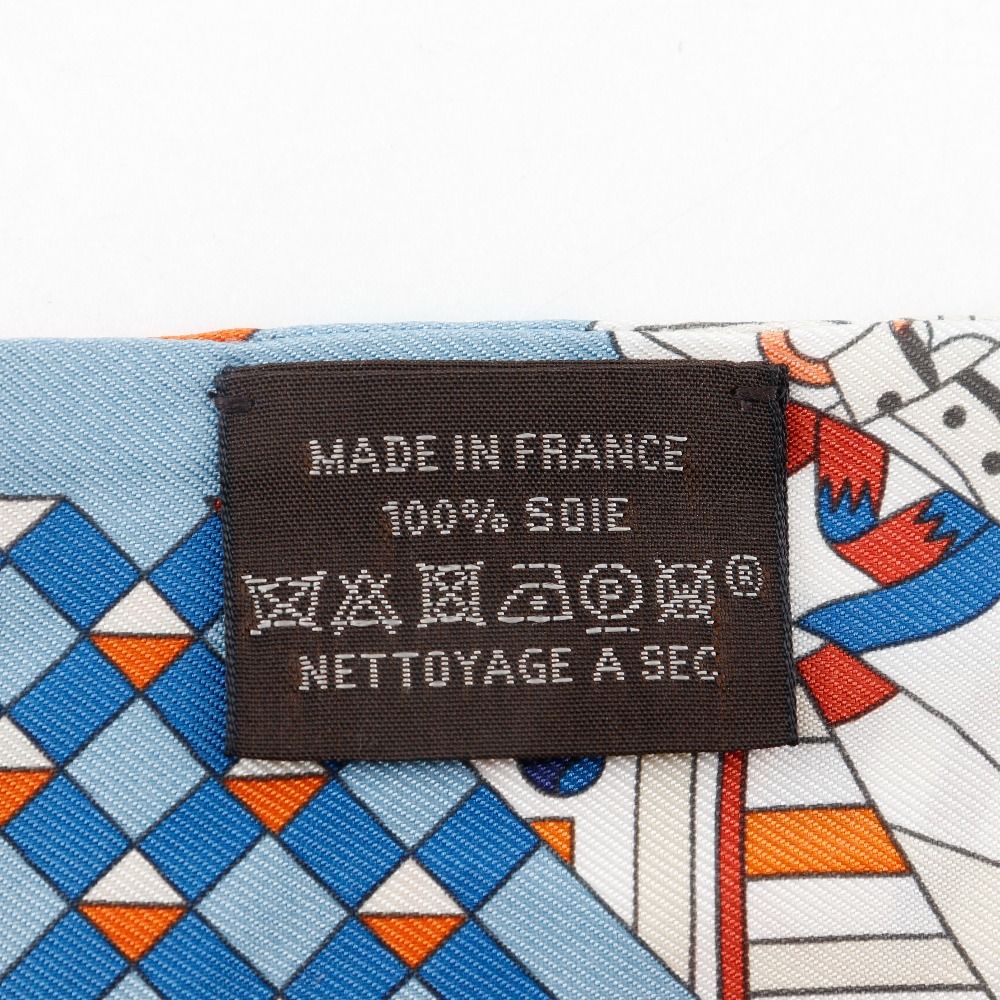 MADE IN FRANCE
100% SOIE
®
NETTOYAGE A SEC